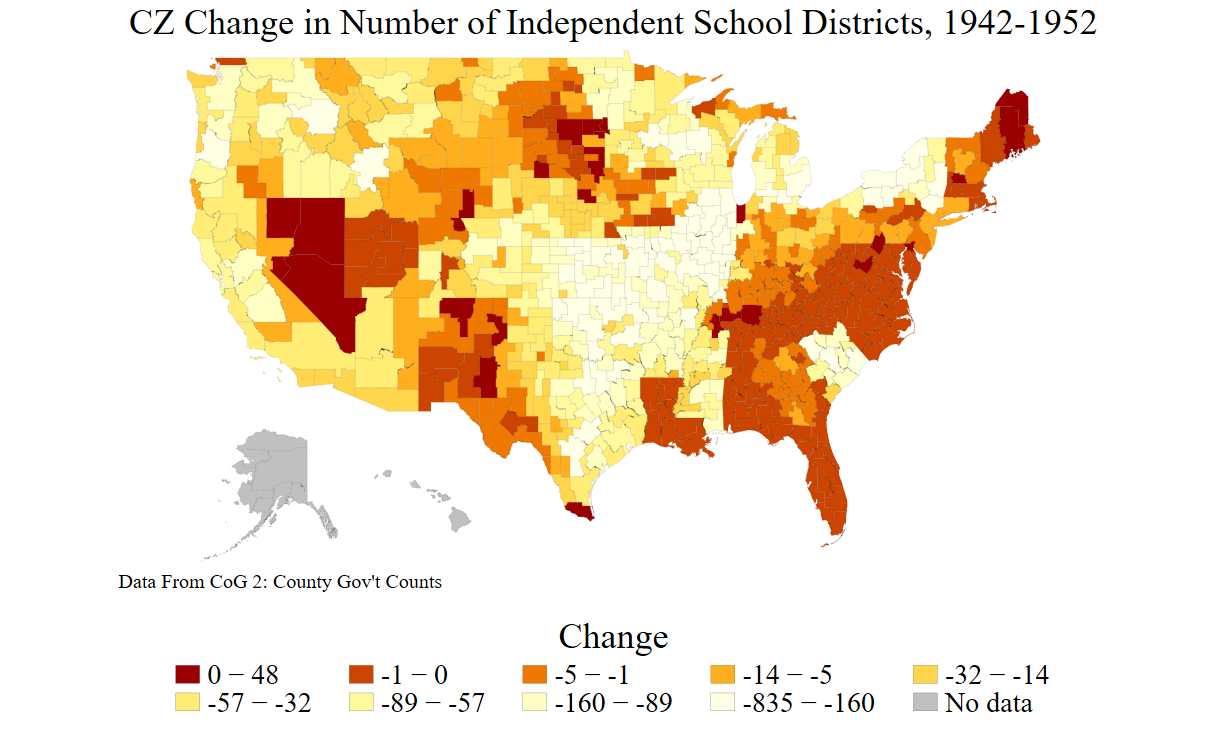 CZ Change in Number of Independent School Districts, 1942-1952
Data From CoG 2: County Gov't Counts
Change
0 − 48 -1 − 0 -5 − -1 -14 − -5 -32 − -14
-57 − -32 -89 − -57 -160 − -89 -835 − -160 No data